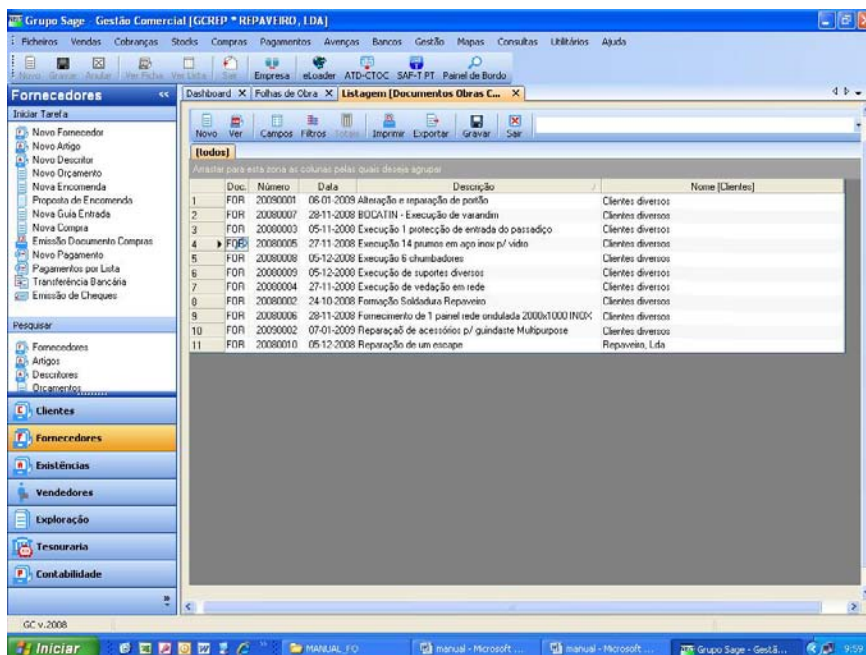 Grupo Sage - Gestão Comercial [GCREP * REPAVEIRO, LDA]
Ficheiros Vendas Cobranças Stocks Compras Pagamentos Avenças Bancos Gestão Mapas Consultas Utilitários Ajuda
Novo Gravar Anular Ver Ficha Ver Lista Sair Empresa eLoader ATD-CTOC SAF-T PT Painel de Bordo
Fornecedores <<
Dashboard X Folhas de Obra X Listagem [Documentos Obras C... X
Iniciar Tarefa
Novo Fornecedor
Novo Artigo
Novo Descritor
Novo Orçamento
Nova Encomenda
Proposta de Encomenda
Nova Guia Entrada
Nova Compra
Emissão Documento Compras
Novo Pagamento
Pagamentos por Lista
Transferência Bancária
Emissão de Cheques
Pesquisar
Fornecedores
Artigos
Descritores
Orçamentos
Clientes
Fornecedores
Existências
Vendedores
Exploração
Tesouraria
Contabilidade
Novo Ver Campos Filtros Totais Imprimir Exportar Gravar Sair
[todos]
Arrastar para esta zona as colunas pelas quais deseja agrupar
Doc. Número Data Descrição Nome [Clientes]
1 FOR 20090001 06-01-2009 Alteração e reparação de portão Clientes diversos
2 FOR 20080007 28-11-2008 BOCATIN - Execução de varandim Clientes diversos
3 FOR 20080003 05-11-2008 Execução 1 protecção de entrada do passadiço Clientes diversos
4 FOR 20080005 27-11-2008 Execução 14 prumos em aço inox p/ vidro Clientes diversos
5 FOR 20080008 05-12-2008 Execução 6 chumbadores Clientes diversos
6 FOR 20080009 05-12-2008 Execução de suportes diversos Clientes diversos
7 FOR 20080004 27-11-2008 Execução de vedação em rede Clientes diversos
8 FOR 20080002 24-10-2008 Formação Soldadura Repaveiro Clientes diversos
9 FOR 20080006 28-11-2008 Fornecimento de 1 painel rede ondulada 2000x1000 INOX Clientes diversos
10 FOR 20090002 07-01-2009 Reparaçaõ de acessórios p/ guindaste Multipurpose Clientes diversos
11 FOR 20080010 05-12-2008 Reparação de um escape Repaveiro, Lda
GC v.2008
Iniciar MANUAL_FO manual - Microsoft ... manual - Microsoft ... Grupo Sage - Gestã... 9:59